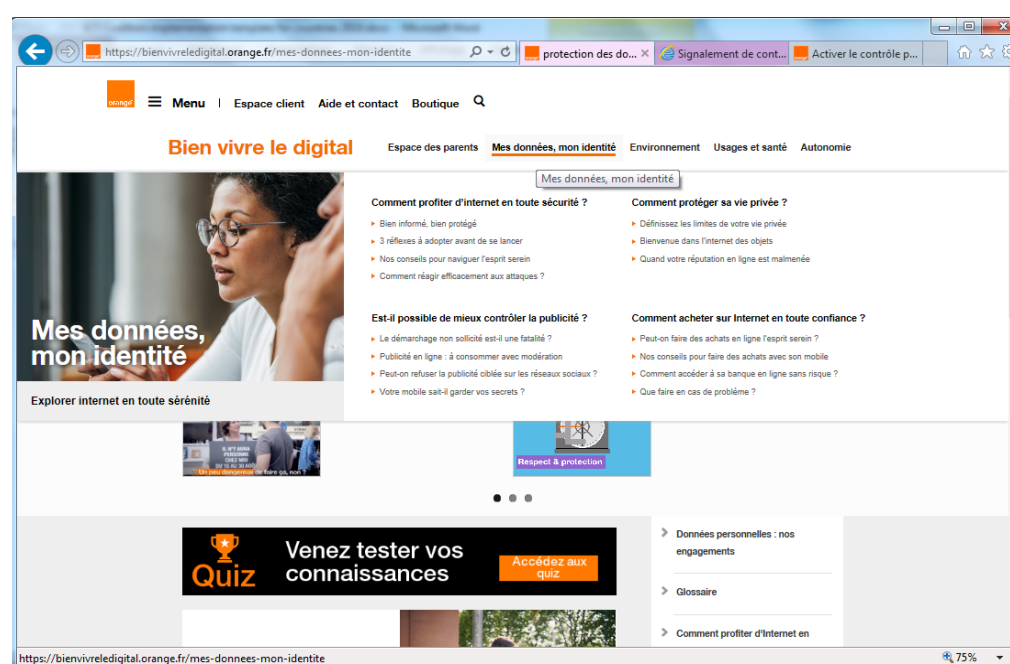 https://bienvivreledigital.orange.fr/mes-donnees-mon-identite
protection des do...
Signalement de cont...
Activer le contrôle p...
orange
Menu | Espace client Aide et contact Boutique
Bien vivre le digital
Espace des parents Mes données, mon identité Environnement Usages et santé Autonomie
Mes données, mon identité
Mes données,
mon identité
Explorer internet en toute sérénité
Comment profiter d'internet en toute sécurité ?
Bien informé, bien protégé
3 réflexes à adopter avant de se lancer
Nos conseils pour naviguer l'esprit serein
Comment réagir efficacement aux attaques ?
Comment protéger sa vie privée ?
Définissez les limites de votre vie privée
Bienvenue dans l'internet des objets
Quand votre réputation en ligne est malmenée
Est-il possible de mieux contrôler la publicité ?
Le démarchage non sollicité est-il une fatalité ?
Publicité en ligne : à consommer avec modération
Peut-on refuser la publicité ciblée sur les réseaux sociaux ?
Votre mobile sait-il garder vos secrets ?
Comment acheter sur Internet en toute confiance ?
Peut-on faire des achats en ligne l'esprit serein ?
Nos conseils pour faire des achats avec son mobile
Comment accéder à sa banque en ligne sans risque ?
Que faire en cas de problème ?
IL N'Y AURA
PERSONNE
CHEZ MOI
DU 15 AU 30 AOÛT
Un peu dangereux de faire ça, non ?
Respect & protection
Quiz
Venez tester vos
connaissances
Accédez aux
quiz
Données personnelles : nos
engagements
Glossaire
Comment profiter d'Internet en
https://bienvivreledigital.orange.fr/mes-donnees-mon-identite
75%